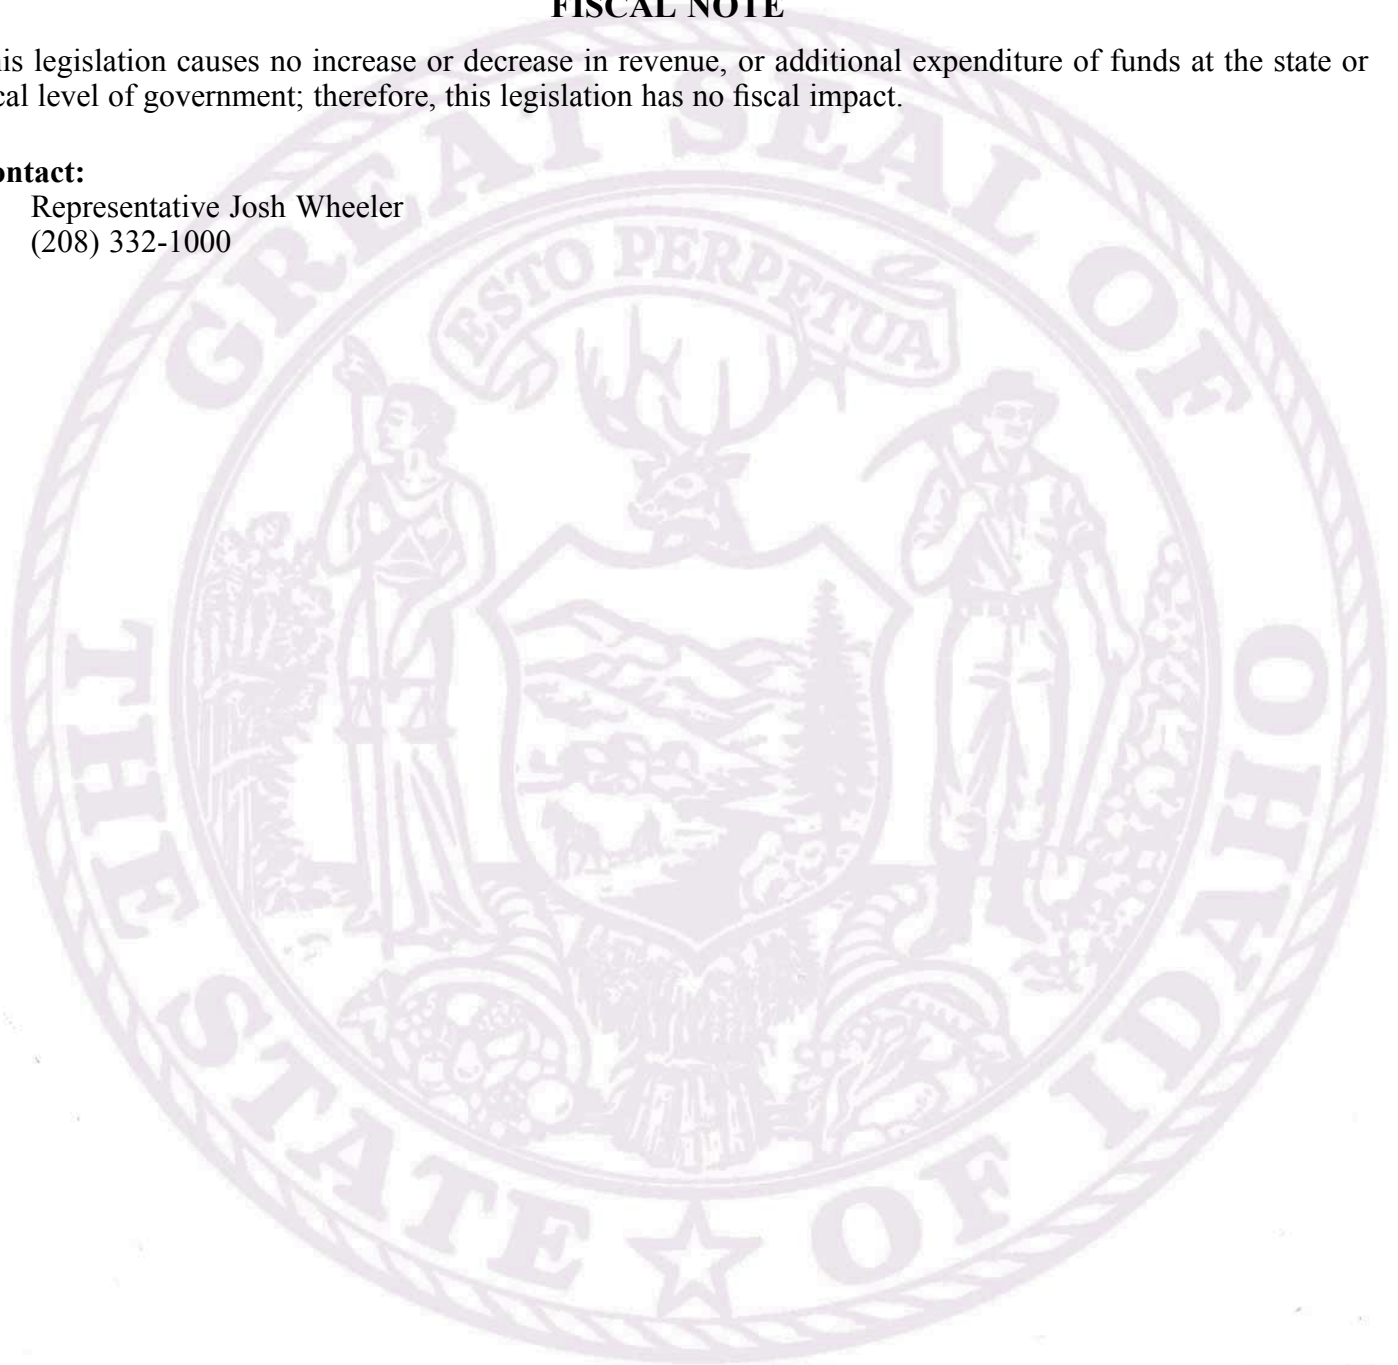 FISCAL NOTE
is legislation causes no increase or decrease in revenue, or additional expenditure of funds at the state or
cal level of government; therefore, this legislation has no fiscal impact.
ontact:
Representative Josh Wheeler
(208) 332-1000
GREAT SEAL OF
ESTO PERPETUA
THE
STATE OF IDAHO